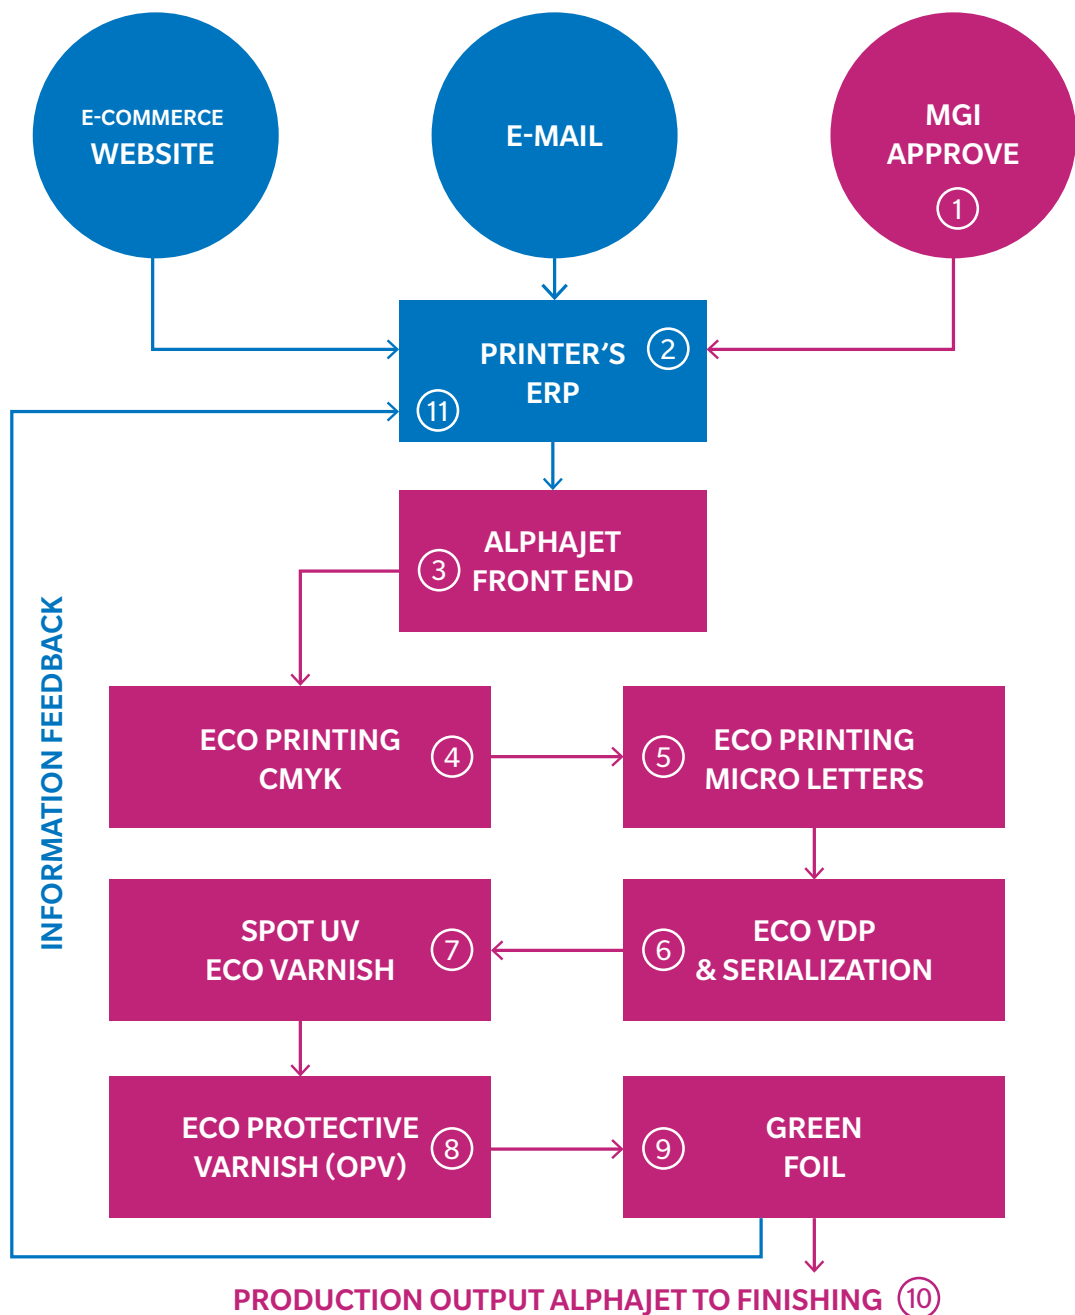 E-COMMERCE
WEBSITE
E-MAIL
MGI
APPROVE
1
PRINTER'S
ERP
2
11
ALPHAJET
FRONT END
3
INFORMATION FEEDBACK
ECO PRINTING
CMYK
4
5
ECO PRINTING
MICRO LETTERS
SPOT UV
ECO VARNISH
7
6
ECO VDP
& SERIALIZATION
ECO PROTECTIVE
VARNISH (OPV)
8
9
GREEN
FOIL
PRODUCTION OUTPUT ALPHAJET TO FINISHING 10